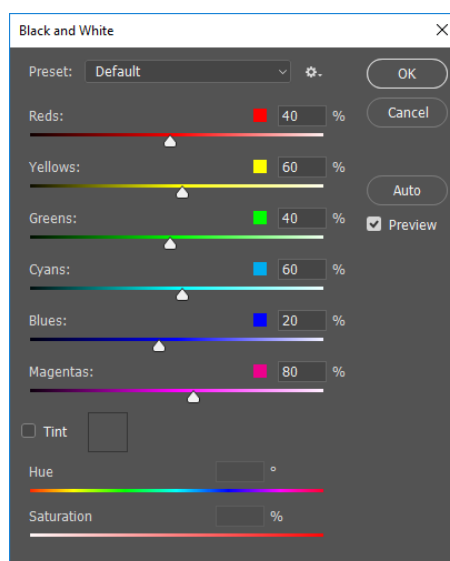 Black and White
Preset: Default
OK
Reds: 40 %
Cancel
Yellows: 60 %
Auto
Greens: 40 %
Preview
Cyans: 60 %
Blues: 20 %
Magentas: 80 %
Tint
Hue °
Saturation %